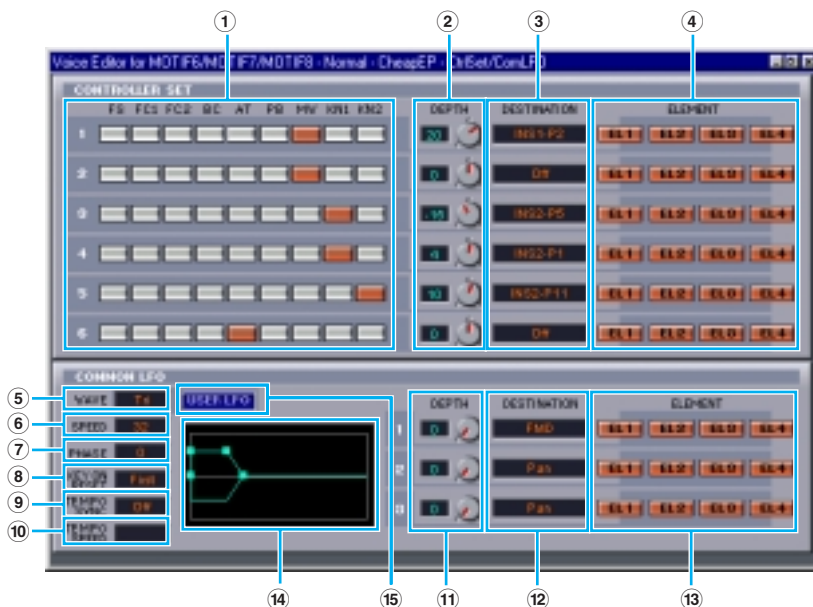 1 2 3 4
Voice Editor for MOTIF6/MOTIF7/MOTIF8 - Normal - CheapEP - CtrlSet/ComLFO
CONTROLLER SET
FS FC1 FC2 BC AT PB MW KN1 KN2 DEPTH DESTINATION ELEMENT
1 20 INS1-P2 EL1 EL2 EL3 EL4
2 0 Off EL1 EL2 EL3 EL4
3 INS2-P5 EL1 EL2 EL3 EL4
4 INS2-P1 EL1 EL2 EL3 EL4
5 10 INS2-P11 EL1 EL2 EL3 EL4
6 0 Off EL1 EL2 EL3 EL4
COMMON LFO
5 WAVE Tri USER LFO DEPTH DESTINATION ELEMENT
6 SPEED 32
7 PHASE 0 1 0 FMD EL1 EL2 EL3 EL4
8 KEY ON RESET First 2 0 Pan EL1 EL2 EL3 EL4
9 TEMPO SYNC Off 3 0 Pan EL1 EL2 EL3 EL4
10 TEMPO SPEED
14 15 11 12 13